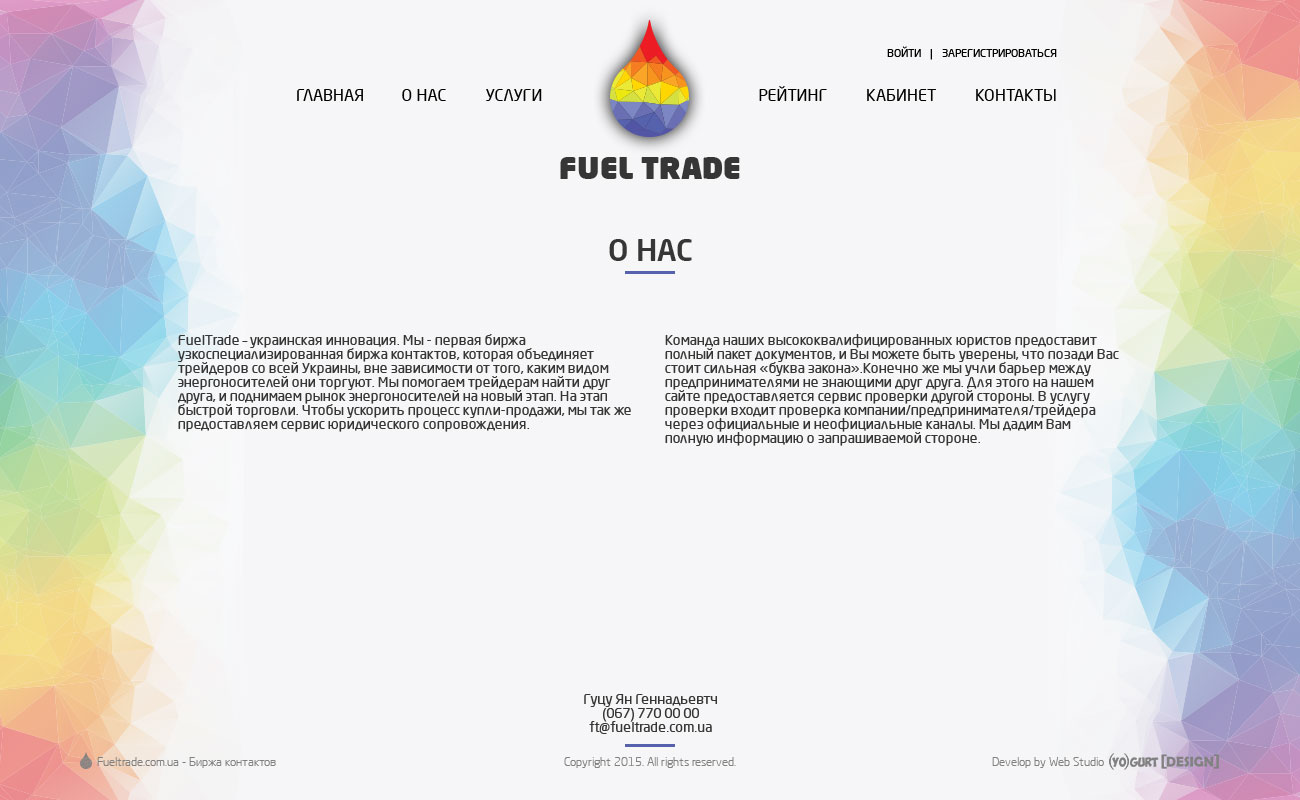 ВОЙТИ | ЗАРЕГИСТРИРОВАТЬСЯ
ГЛАВНАЯ О НАС УСЛУГИ РЕЙТИНГ КАБИНЕТ КОНТАКТЫ
FUEL TRADE
О НАС
FuelTrade – украинская инновация. Мы - первая биржа
узкоспециализированная биржа контактов, которая объединяет
трейдеров со всей Украины, вне зависимости от того, каким видом
энергоносителей они торгуют. Мы помогаем трейдерам найти друг
друга, и поднимаем рынок энергоносителей на новый этап. На этап
быстрой торговли. Чтобы ускорить процесс купли-продажи, мы так же
предоставляем сервис юридического сопровождения.
Команда наших высококвалифицированных юристов предоставит
полный пакет документов, и Вы можете быть уверены, что позади Вас
стоит сильная «буква закона».Конечно же мы учли барьер между
предпринимателями не знающими друг друга. Для этого на нашем
сайте предоставляется сервис проверки другой стороны. В услугу
проверки входит проверка компании/предпринимателя/трейдера
через официальные и неофициальные каналы. Мы дадим Вам
полную информацию о запрашиваемой стороне.
Гуцу Ян Геннадьевтч
(067) 770 00 00
ft@fueltrade.com.ua
Fueltrade.com.ua - Биржа контактов
Copyright 2015. All rights reserved.
Develop by Web Studio (YO)GURT [DESIGN]